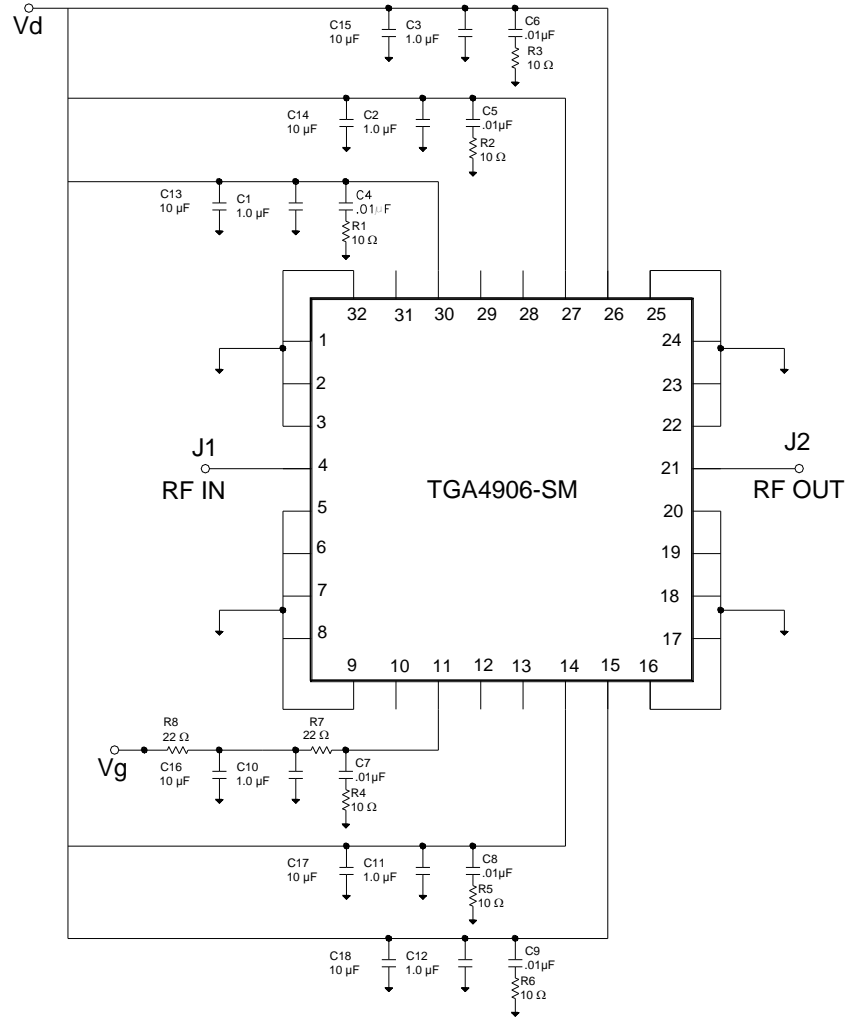 Vd
C15
10 µF
C3
1.0 µF
C6
.01µF
R3
10 Ω
C14
10 µF
C2
1.0 µF
C5
.01µF
R2
10 Ω
C13
10 µF
C1
1.0 µF
C4
.01µF
R1
10 Ω
32 31 30 29 28 27 26 25
1
2
3
4
5
6
7
8
24
23
22
21
20
19
18
17
J1
RF IN
TGA4906-SM
J2
RF OUT
9 10 11 12 13 14 15 16
R8
22 Ω
R7
22 Ω
Vg
C16
10 µF
C10
1.0 µF
C7
.01µF
R4
10 Ω
C17
10 µF
C11
1.0 µF
C8
.01µF
R5
10 Ω
C18
10 µF
C12
1.0 µF
C9
.01µF
R6
10 Ω